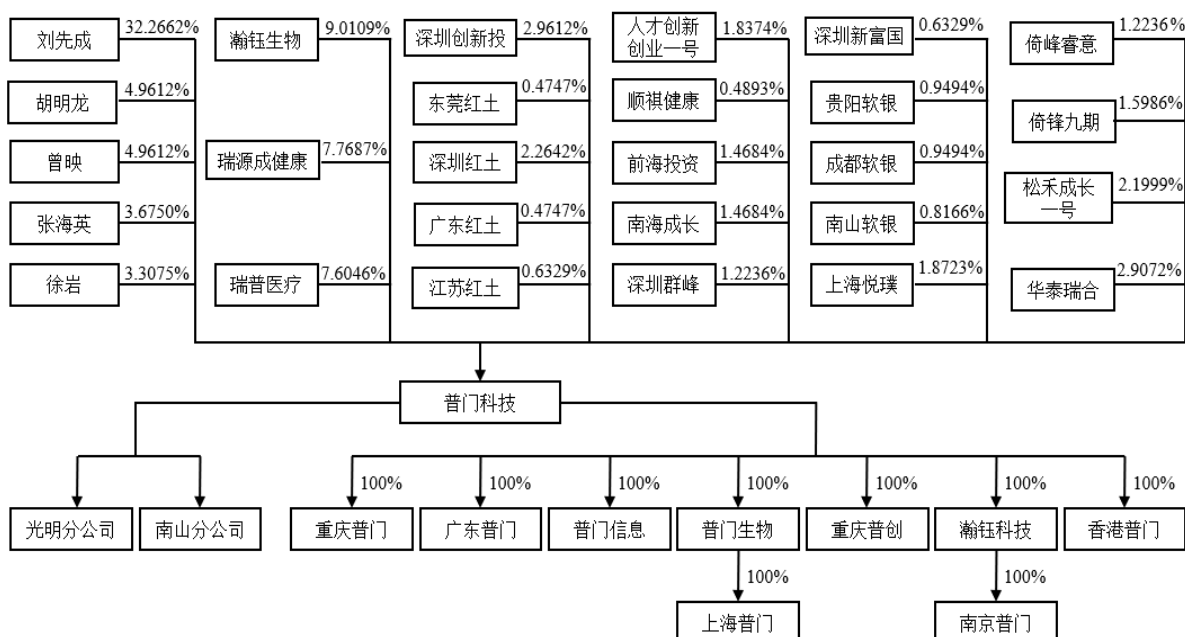 刘先成
32.2662%
瀚钰生物
9.0109%
深圳创新投
2.9612%
人才创新
创业一号
1.8374%
深圳新富国
0.6329%
倚峰睿意
1.2236%
胡明龙
4.9612%
东莞红土
0.4747%
顺祺健康
0.4893%
贵阳软银
0.9494%
倚锋九期
1.5986%
曾映
4.9612%
瑞源成健康
7.7687%
深圳红土
2.2642%
前海投资
1.4684%
成都软银
0.9494%
松禾成长
一号
2.1999%
张海英
3.6750%
广东红土
0.4747%
南海成长
1.4684%
南山软银
0.8166%
徐岩
3.3075%
瑞普医疗
7.6046%
江苏红土
0.6329%
深圳群峰
1.2236%
上海悦璞
1.8723%
华泰瑞合
2.9072%
普门科技
100%
100%
100%
100%
100%
100%
100%
光明分公司
南山分公司
重庆普门
广东普门
普门信息
普门生物
重庆普创
瀚钰科技
香港普门
100%
100%
上海普门
南京普门